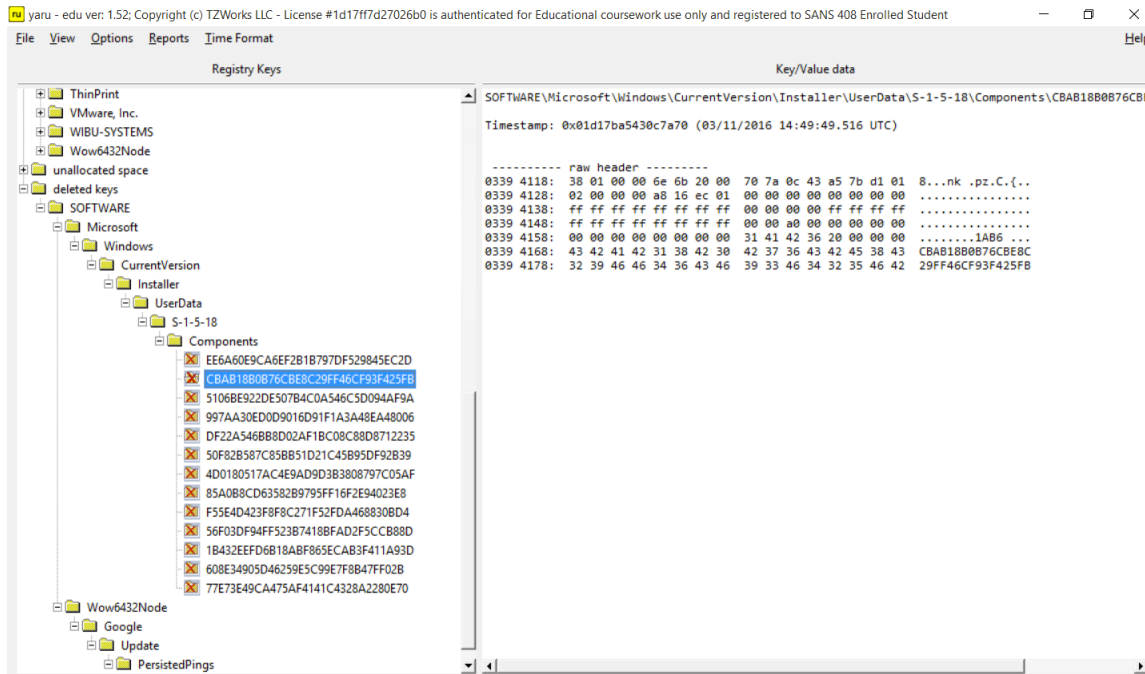 yaru - edu ver: 1.52; Copyright (c) TZWorks LLC - License #1d17ff7d27026b0 is authenticated for Educational coursework use only and registered to SANS 408 Enrolled Student
File View Options Reports Time Format Hel
Registry Keys
ThinPrint
VMware, Inc.
WIBU-SYSTEMS
Wow6432Node
unallocated space
deleted keys
SOFTWARE
Microsoft
Windows
CurrentVersion
Installer
UserData
S-1-5-18
Components
EE6A60E9CA6EF2B1B797DF529845EC2D
CBAB18B0B76CBE8C29FF46CF93F425FB
5106BE922DE507B4C0A546C5D094AF9A
997AA30ED0D9016D91F1A3A48EA48006
DF22A546BB8D02AF1BC08C88D8712235
50F82B587C85BB51D21C45B95DF92B39
4D0180517AC4E9AD9D3B3808797C05AF
85A0B8CD63582B9795FF16F2E94023E8
F55E4D423F8F8C271F52FDA468830BD4
56F03DF94FF523B7418BFAD2F5CCB88D
1B432EEFD6B18ABF865ECAB3F411A93D
608E34905D46259E5C99E7F8B47FF02B
77E73E49CA475AF4141C4328A2280E70
Wow6432Node
Google
Update
PersistedPings
Key/Value data
SOFTWARE\Microsoft\Windows\CurrentVersion\Installer\UserData\S-1-5-18\Components\CBAB18B0B76CB
Timestamp: 0x01d17ba5430c7a70 (03/11/2016 14:49:49.516 UTC)
---------- raw header ---------
0339 4118: 38 01 00 00 6e 6b 20 00 70 7a 0c 43 a5 7b d1 01 8...nk .pz.C.{..
0339 4128: 02 00 00 00 a8 16 ec 01 00 00 00 00 00 00 00 00 ................
0339 4138: ff ff ff ff ff ff ff ff 00 00 00 00 ff ff ff ff ................
0339 4148: ff ff ff ff ff ff ff ff 00 00 a0 00 00 00 00 00 ................
0339 4158: 00 00 00 00 00 00 00 00 31 41 42 36 20 00 00 00 ........1AB6 ...
0339 4168: 43 42 41 42 31 38 42 30 42 37 36 43 42 45 38 43 CBAB18B0B76CBE8C
0339 4178: 32 39 46 46 34 36 43 46 39 33 46 34 32 35 46 42 29FF46CF93F425FB